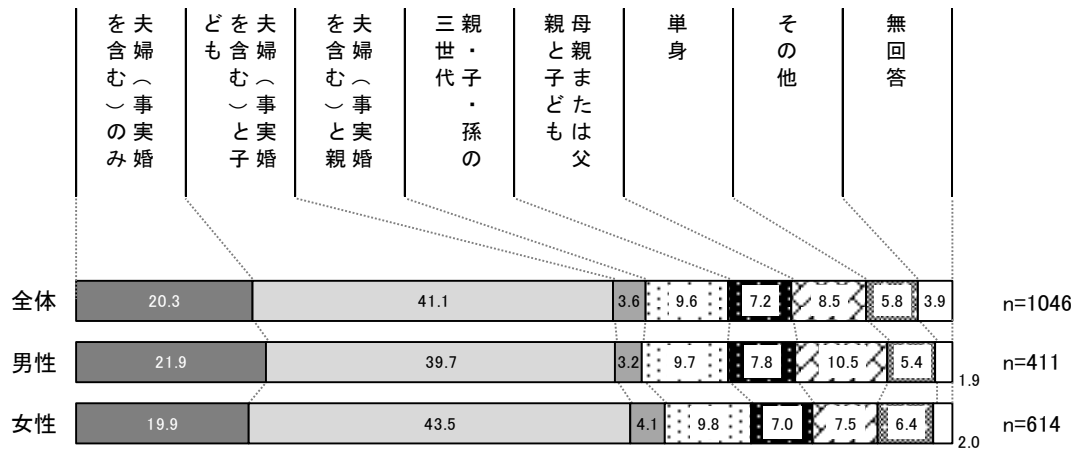 夫婦（事実婚
を含む）のみ
夫婦（事実婚
を含む）と子
ども
夫婦（事実婚
を含む）と親
親・子・孫の
三世代
母親または父
親と子ども
単身
その他
無回答
全体 20.3 41.1 3.6 9.6 7.2 8.5 5.8 3.9 n=1046
男性 21.9 39.7 3.2 9.7 7.8 10.5 5.4 1.9 n=411
女性 19.9 43.5 4.1 9.8 7.0 7.5 6.4 2.0 n=614